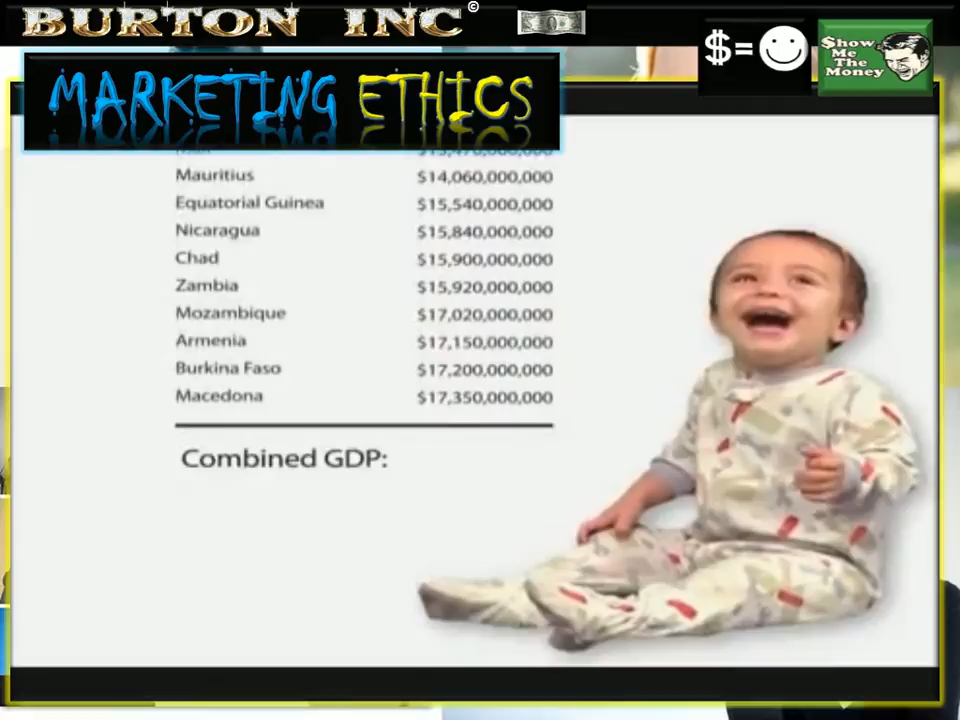 BURTON INC©
$=
Show
Me
The
Money
MARKETING ETHICS
Mauritius $14,060,000,000
Equatorial Guinea $15,540,000,000
Nicaragua $15,840,000,000
Chad $15,900,000,000
Zambia $15,920,000,000
Mozambique $17,020,000,000
Armenia $17,150,000,000
Burkina Faso $17,200,000,000
Macedona $17,350,000,000
Combined GDP: